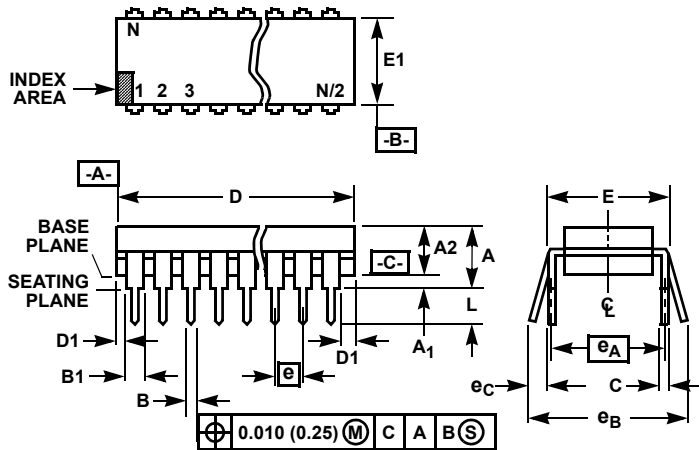 N
E1
INDEX
AREA
1 2 3 N/2
-B-
-A-
D
E
BASE
PLANE
A2
A
-C-
SEATING
PLANE
L
C L
D1
A1
D1
eA
B1
e
eC
C
B
eB
0.010 (0.25) M C A B S